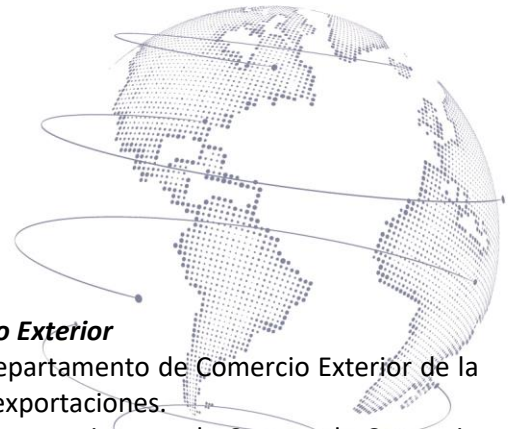 o Exterior
epartamento de Comercio Exterior de la
exportaciones.